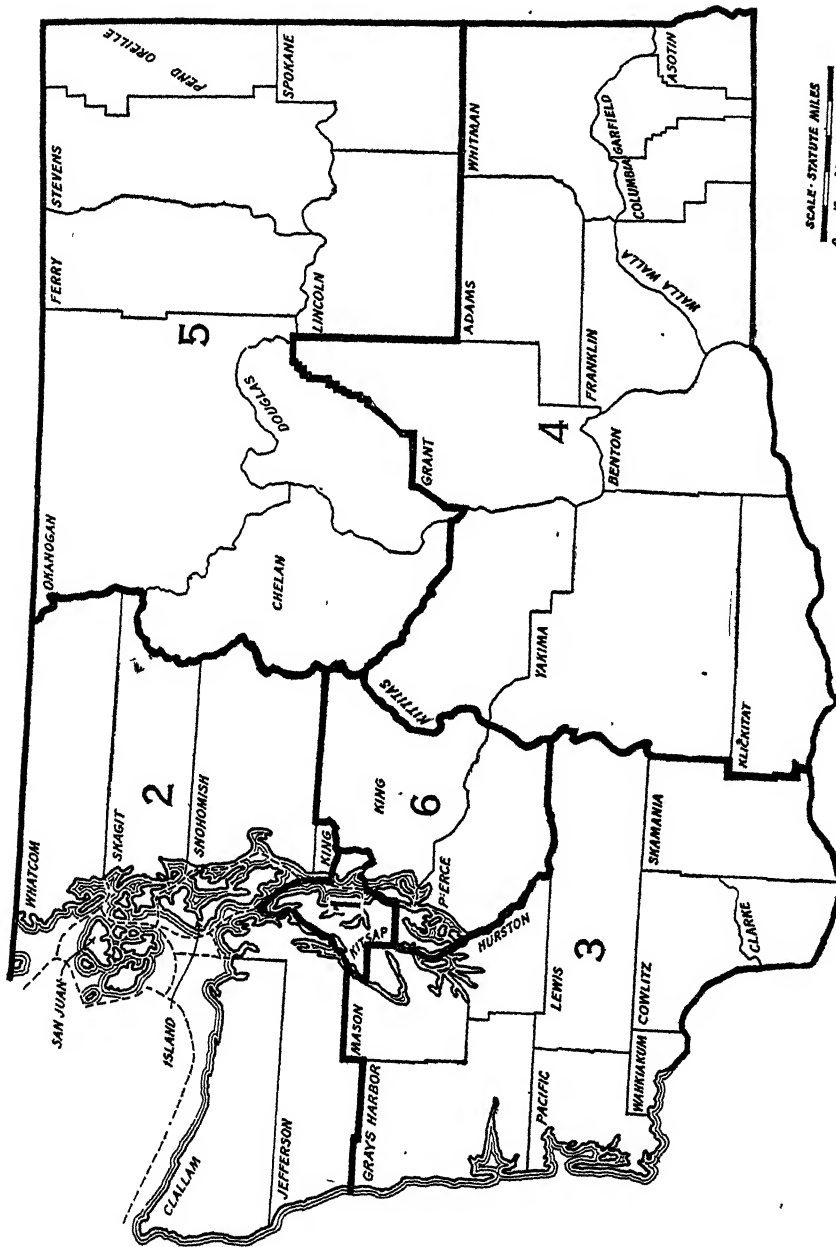 WHATCOM
SAN JUAN
SKAGIT
2
ISLAND
SNOHOMISH
CLALLAM
JEFFERSON
OKANOGAN
CHELAN
DOUGLAS
FERRY
STEVENS
PEND OREILLE
5
SPOKANE
LINCOLN
KING
1
KITSAP
KING
6
KITTITAS
MASON
GRAYS HARBOR
P'ERCE
HURSTON
GRANT
4
ADAMS
WHITMAN
LEWIS
3
PACIFIC
YAKIMA
BENTON
FRANKLIN
WALLA WALLA
COLUMBIA
GARFIELD
ASOTIN
WAHKIAKUM
COWLITZ
SKAMANIA
CLARKE
KLICKITAT
SCALE-STATUTE MILES